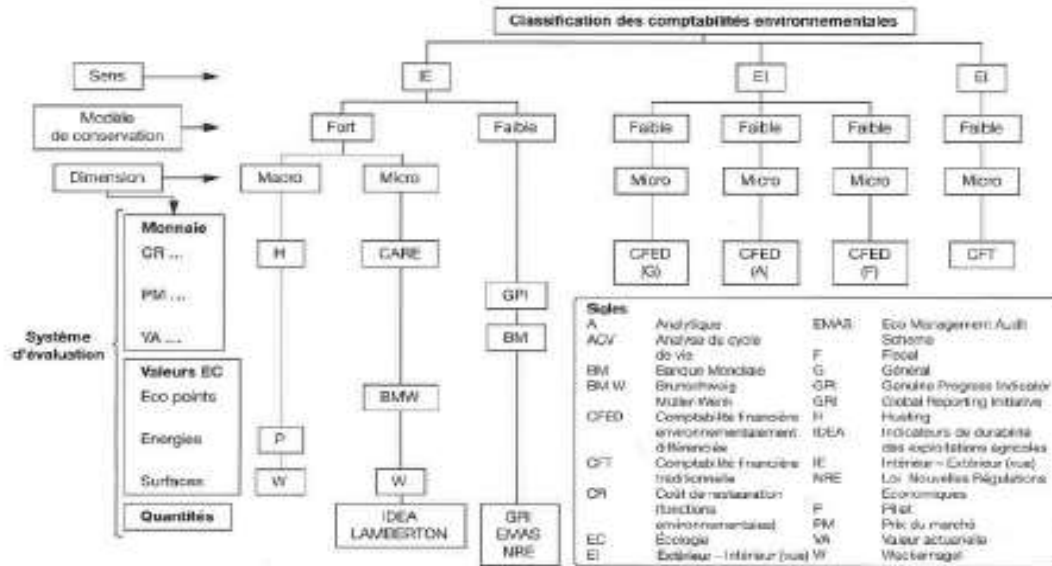 Classification des comptabilités environnementales
Sens
IE
EI
EI
Modèle
de conservation
Fort
Faible
Faible
Faible
Faible
Faible
Dimension
Macro
Micro
Micro
Micro
Micro
Micro
Système
d'évaluation
Monnaie
CR ...
H
CARE
CFED
(G)
CFED
(A)
CFED
(F)
CFT
PM ...
GPI
VA ...
BM
Valeurs EC
Eco points
BMW
Energies
P
Surfaces
W
W
Quantités
IDEA
LAMBERTON
GRI
EMAS
NRE
Sigles
A Analytique
ACV Analyse du cycle
de vie
BM Banque Mondiale
BM W Brunschweig
Müller-Wenk
CFED Comptabilité financière
environnementalement
différenciée
CFT Comptabilité financière
traditionnelle
CR Coût de restauration
(fonctions
environnementales)
EC Écologie
EI Extérieur – Intérieur (vue)
EMAS Eco Management Audit
Scheme
F Fiscal
G Général
GPI Genuine Progress Indicator
GRI Global Reporting Initiative
H Hueting
IDEA Indicateurs de durabilité
des exploitations agricoles
IE Intérieur – Extérieur (vue)
NRE Loi Nouvelles Régulations
Economiques
P Pillet
PM Prix du marché
VA Valeur actuarielle
W Wackernagel